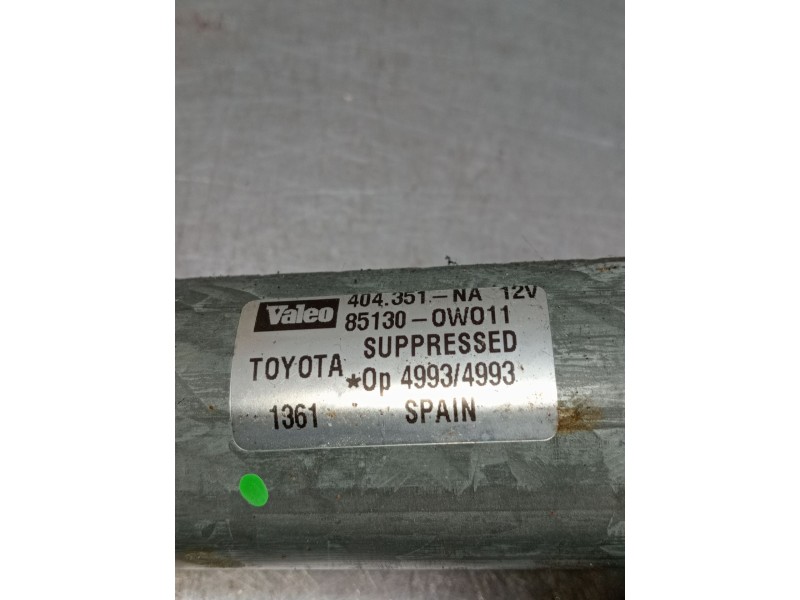 Valeo 404.351-NA 12V
85130-0W011
SUPPRESSED
TOYOTA *Op 4993/4993
1361 SPAIN